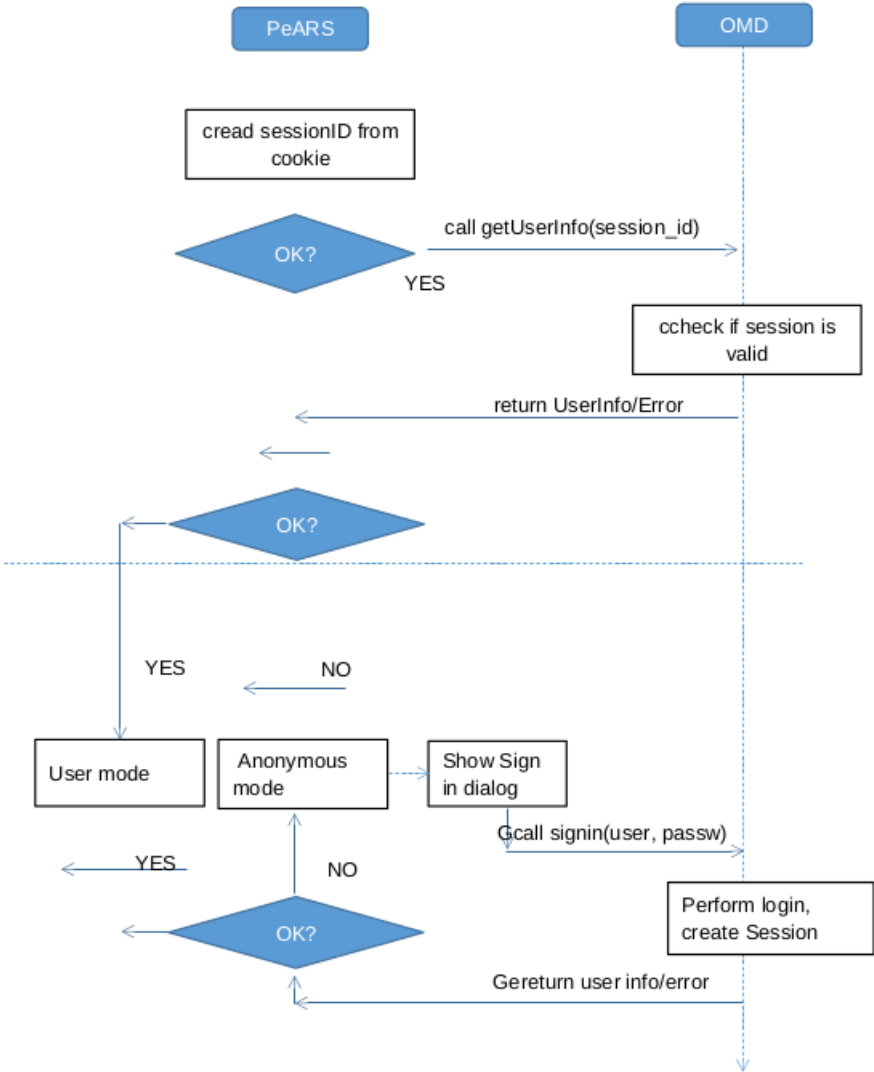 PeARS
OMD
cread sessionID from
cookie
call getUserInfo(session_id)
OK?
YES
ccheck if session is
valid
return UserInfo/Error
OK?
YES
NO
User mode
Anonymous
mode
Show Sign
in dialog
Gcall signin(user, passw)
YES
NO
OK?
Perform login,
create Session
Gereturn user info/error